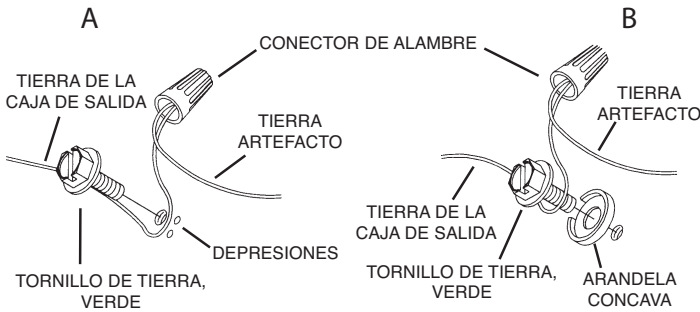 A
B
CONECTOR DE ALAMBRE
TIERRA DE LA
CAJA DE SALIDA
TIERRA
ARTEFACTO
TIERRA
ARTEFACTO
DEPRESIONES
TORNILLO DE TIERRA,
VERDE
TIERRA DE LA
CAJA DE SALIDA
TORNILLO DE TIERRA,
VERDE
ARANDELA
CONCAVA